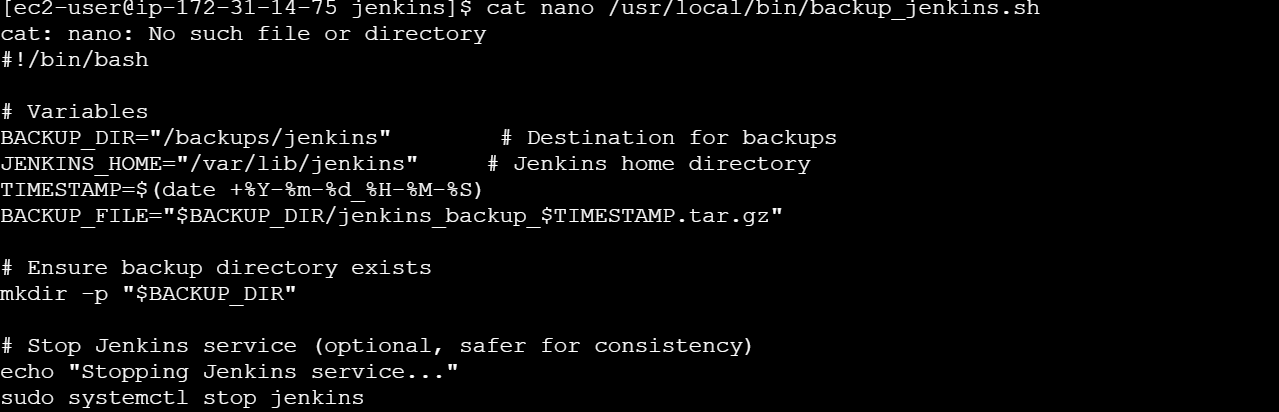 [ec2-user@ip-172-31-14-75 jenkins]$ cat nano /usr/local/bin/backup_jenkins.sh
cat: nano: No such file or directory
#!/bin/bash
# Variables
BACKUP_DIR="/backups/jenkins"        # Destination for backups
JENKINS_HOME="/var/lib/jenkins"     # Jenkins home directory
TIMESTAMP=$(date +%Y-%m-%d_%H-%M-%S)
BACKUP_FILE="$BACKUP_DIR/jenkins_backup_$TIMESTAMP.tar.gz"
# Ensure backup directory exists
mkdir -p "$BACKUP_DIR"
# Stop Jenkins service (optional, safer for consistency)
echo "Stopping Jenkins service..."
sudo systemctl stop jenkins